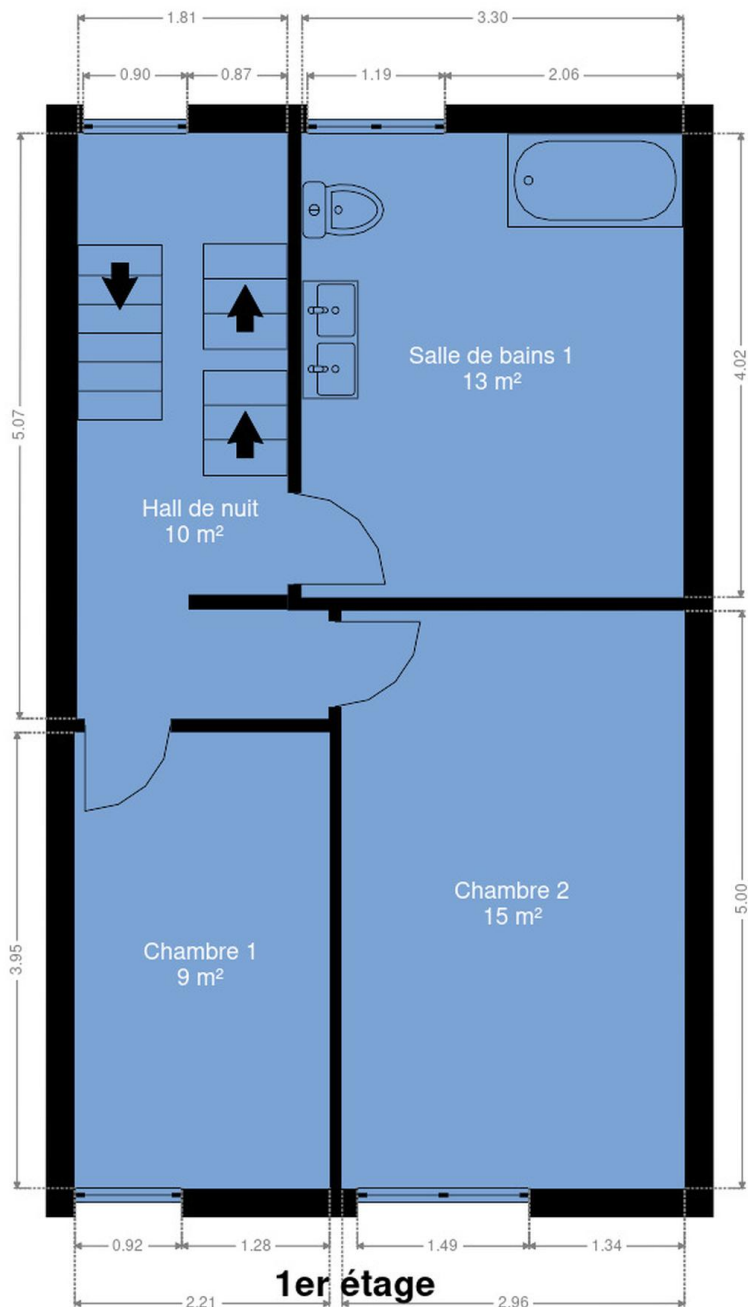 1.81
3.30
0.90
0.87
1.19
2.06
5.07
4.02
Salle de bains 1
13 m²
Hall de nuit
10 m²
3.95
5.00
Chambre 2
15 m²
Chambre 1
9 m²
0.92
1.28
1.49
1.34
1er étage
2.21
2.96